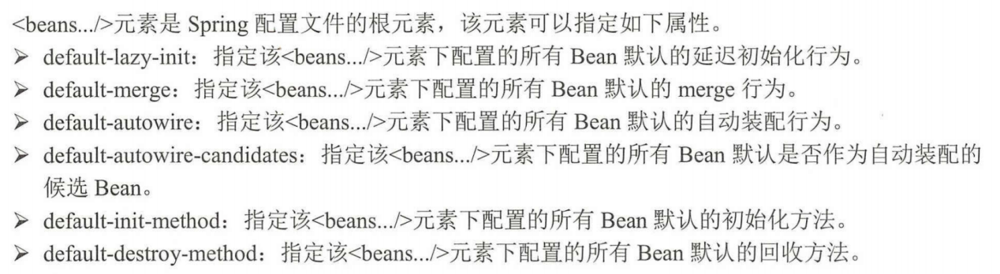 <beans.../>元素是 Spring 配置文件的根元素，该元素可以指定如下属性。
➢ default-lazy-init：指定该<beans.../>元素下配置的所有 Bean 默认的延迟初始化行为。
➢ default-merge：指定该<beans.../>元素下配置的所有 Bean 默认的 merge 行为。
➢ default-autowire：指定该<beans.../>元素下配置的所有 Bean 默认的自动装配行为。
➢ default-autowire-candidates：指定该<beans.../>元素下配置的所有 Bean 默认是否作为自动装配的
候选 Bean。
➢ default-init-method：指定该<beans.../>元素下配置的所有 Bean 默认的初始化方法。
➢ default-destroy-method：指定该<beans.../>元素下配置的所有 Bean 默认的回收方法。